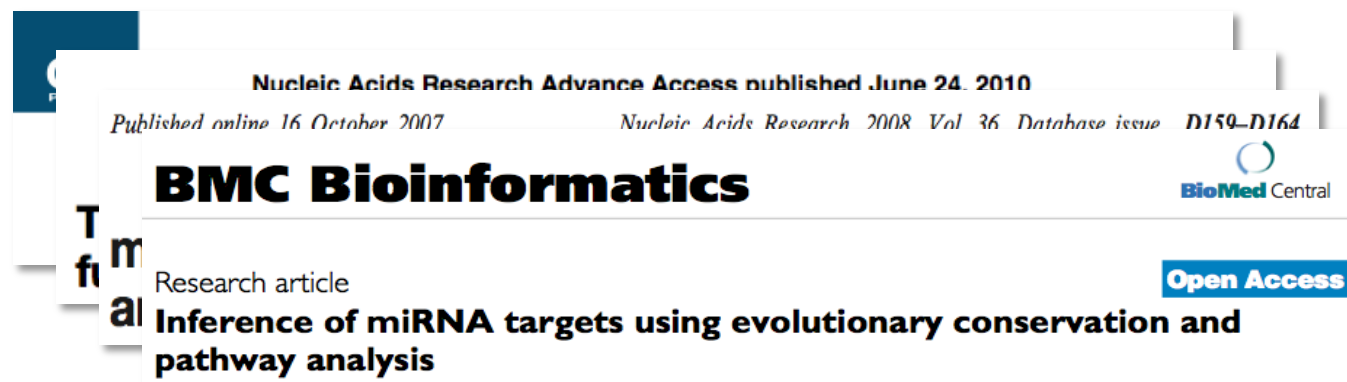 Nucleic Acids Research Advance Access published June 24, 2010
Published online 16 October 2007 Nucleic Acids Research, 2008, Vol. 36, Database issue D159–D164
BMC Bioinformatics
BioMed Central
Research article
Open Access
Inference of miRNA targets using evolutionary conservation and
pathway analysis